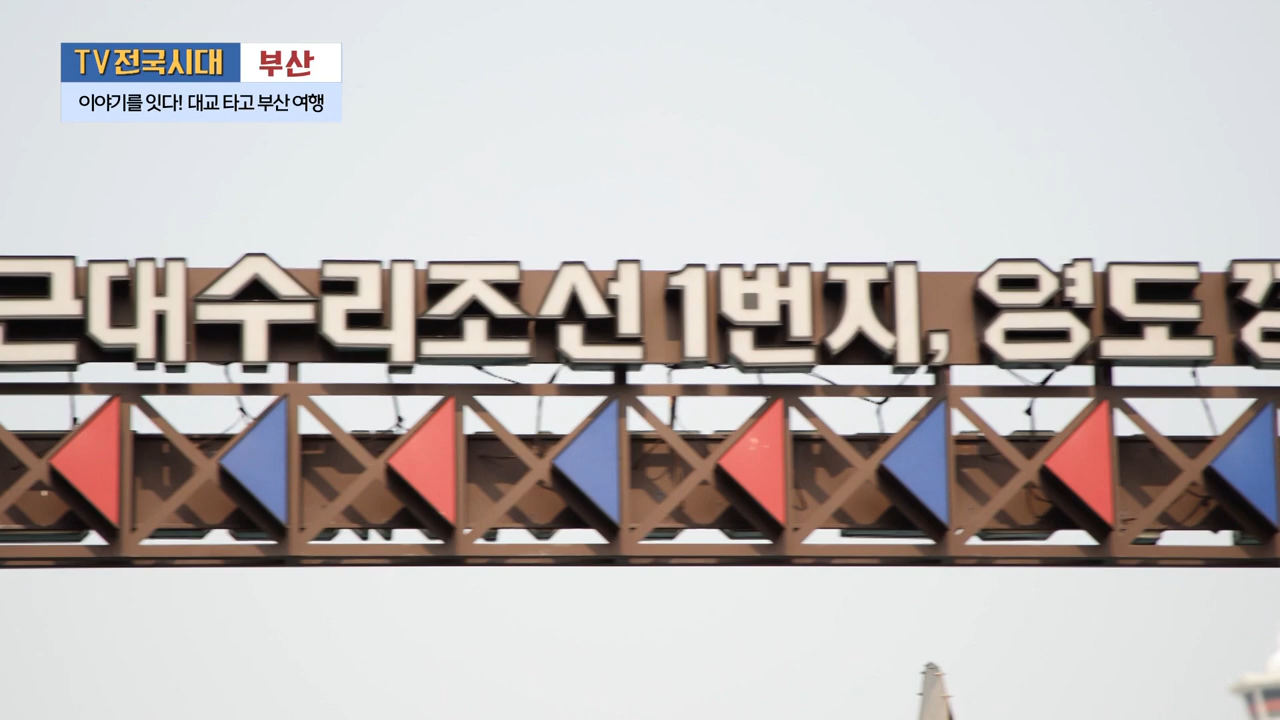 TV전국시대 부산
이야기를 잇다! 대교 타고 부산 여행
근대수리조선 1번지, 영도